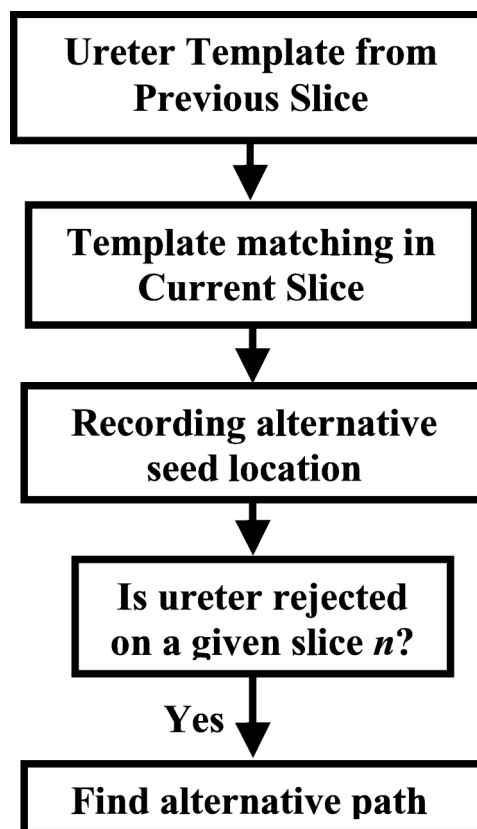 Ureter Template from
Previous Slice
Template matching in
Current Slice
Recording alternative
seed location
Is ureter rejected
on a given slice n?
Yes
Find alternative path